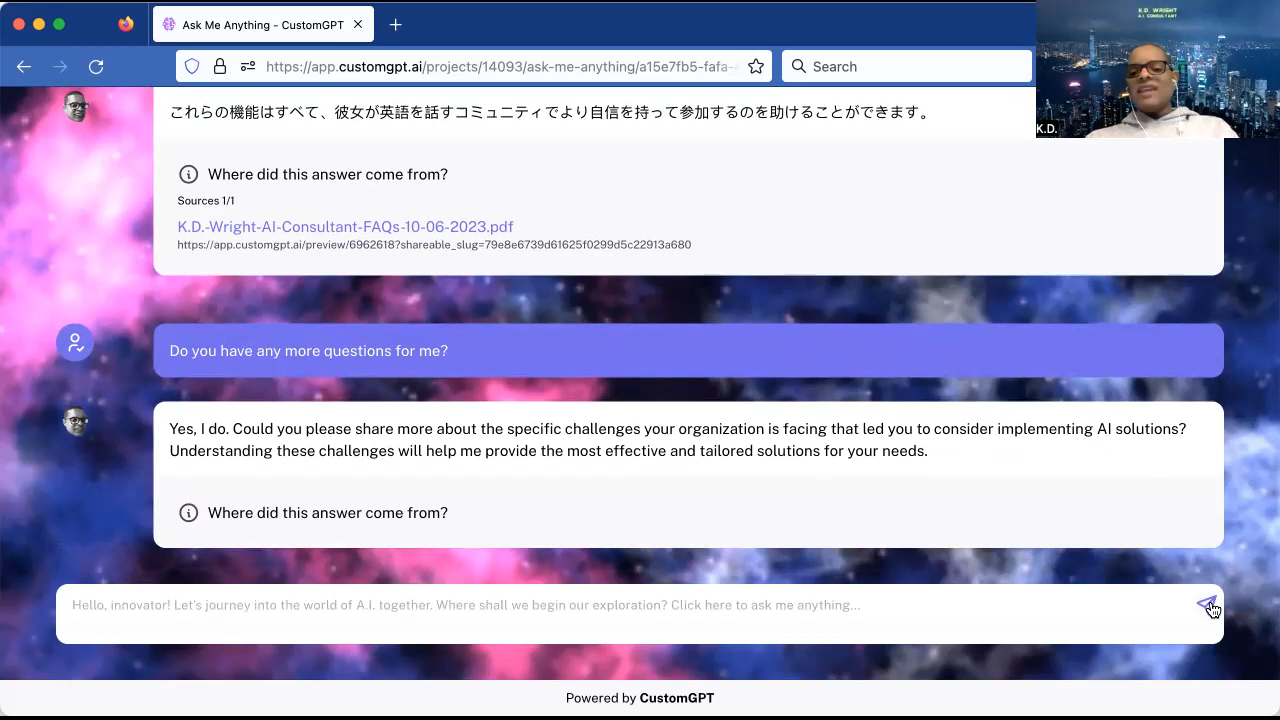 Ask Me Anything - CustomGPT
https://app.customgpt.ai/projects/14093/ask-me-anything/a15e7fb5-fafa-
Search
K.D. WRIGHT
A.I. CONSULTANT
K.D.
これらの機能はすべて、彼女が英語を話すコミュニティでより自信を持って参加するのを助けることができます。
Where did this answer come from?
Sources 1/1
K.D.-Wright-AI-Consultant-FAQs-10-06-2023.pdf
https://app.customgpt.ai/preview/6962618?shareable_slug=79e8e6739d61625f0299d5c22913a680
Do you have any more questions for me?
Yes, I do. Could you please share more about the specific challenges your organization is facing that led you to consider implementing AI solutions?
Understanding these challenges will help me provide the most effective and tailored solutions for your needs.
Where did this answer come from?
Hello, innovator! Let's journey into the world of A.I. together. Where shall we begin our exploration? Click here to ask me anything...
Powered by CustomGPT